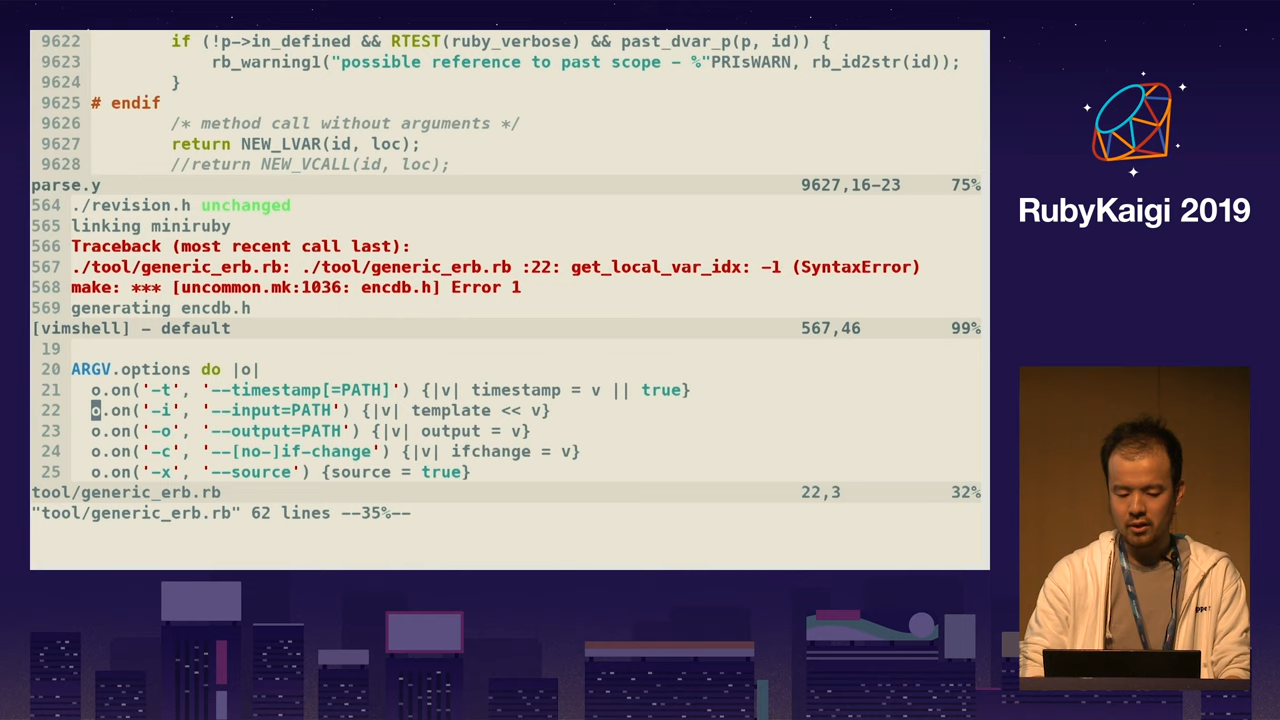 9622         if (!p->in_defined && RTEST(ruby_verbose) && past_dvar_p(p, id)) {
9623             rb_warning1("possible reference to past scope - %"PRIsWARN, rb_id2str(id));
9624         }
9625 # endif
9626         /* method call without arguments */
9627         return NEW_LVAR(id, loc);
9628         //return NEW_VCALL(id, loc);
parse.y 9627,16-23 75%
564 ./revision.h unchanged
565 linking miniruby
566 Traceback (most recent call last):
567 ./tool/generic_erb.rb: ./tool/generic_erb.rb :22: get_local_var_idx: -1 (SyntaxError)
568 make: *** [uncommon.mk:1036: encdb.h] Error 1
569 generating encdb.h
[vimshell] - default 567,46 99%
19
20 ARGV.options do |o|
21   o.on('-t', '--timestamp[=PATH]') {|v| timestamp = v || true}
22   o.on('-i', '--input=PATH') {|v| template << v}
23   o.on('-o', '--output=PATH') {|v| output = v}
24   o.on('-c', '--[no-]if-change') {|v| ifchange = v}
25   o.on('-x', '--source') {source = true}
tool/generic_erb.rb 22,3 32%
"tool/generic_erb.rb" 62 lines --35%--
RubyKaigi 2019